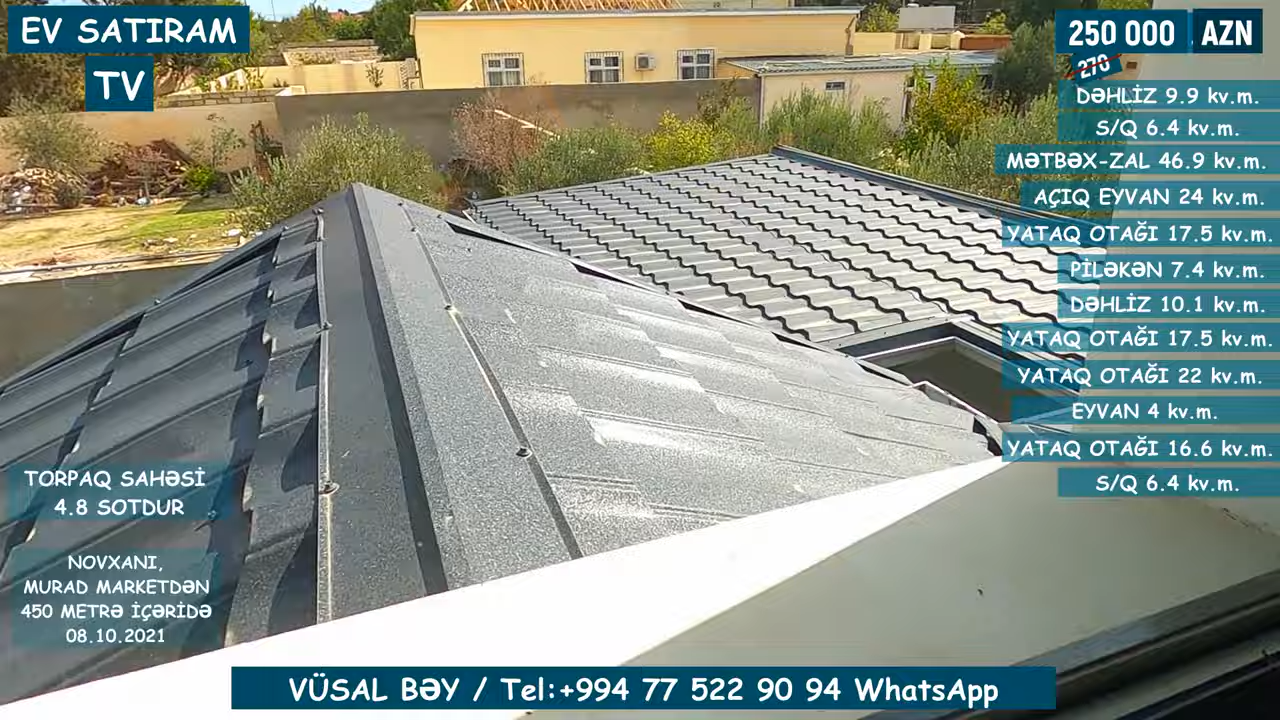 EV SATIRAM
TV
250 000 AZN
270
DƏHLİZ 9.9 kv.m.
S/Q 6.4 kv.m.
MƏTBƏX-ZAL 46.9 kv.m.
AÇIQ EYVAN 24 kv.m.
YATAQ OTAĞI 17.5 kv.m.
PİLƏKƏN 7.4 kv.m.
DƏHLİZ 10.1 kv.m.
YATAQ OTAĞI 17.5 kv.m.
YATAQ OTAĞI 22 kv.m.
EYVAN 4 kv.m.
YATAQ OTAĞI 16.6 kv.m.
S/Q 6.4 kv.m.
TORPAQ SAHƏSİ
4.8 SOTDUR
NOVXANI,
MURAD MARKETDƏN
450 METRƏ İÇƏRİDƏ
08.10.2021
VÜSAL BƏY / Tel:+994 77 522 90 94 WhatsApp